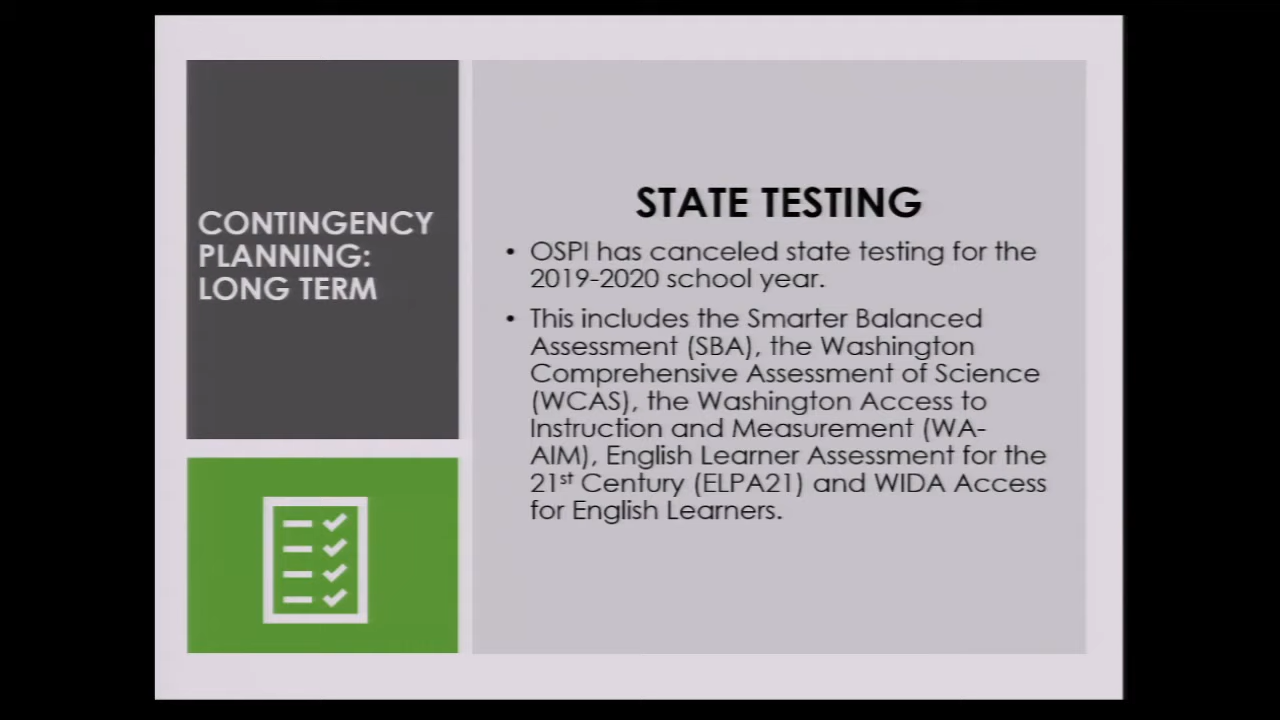 CONTINGENCY
PLANNING:
LONG TERM
STATE TESTING
• OSPI has canceled state testing for the
2019-2020 school year.
• This includes the Smarter Balanced
Assessment (SBA), the Washington
Comprehensive Assessment of Science
(WCAS), the Washington Access to
Instruction and Measurement (WA-
AIM), English Learner Assessment for the
21st Century (ELPA21) and WIDA Access
for English Learners.